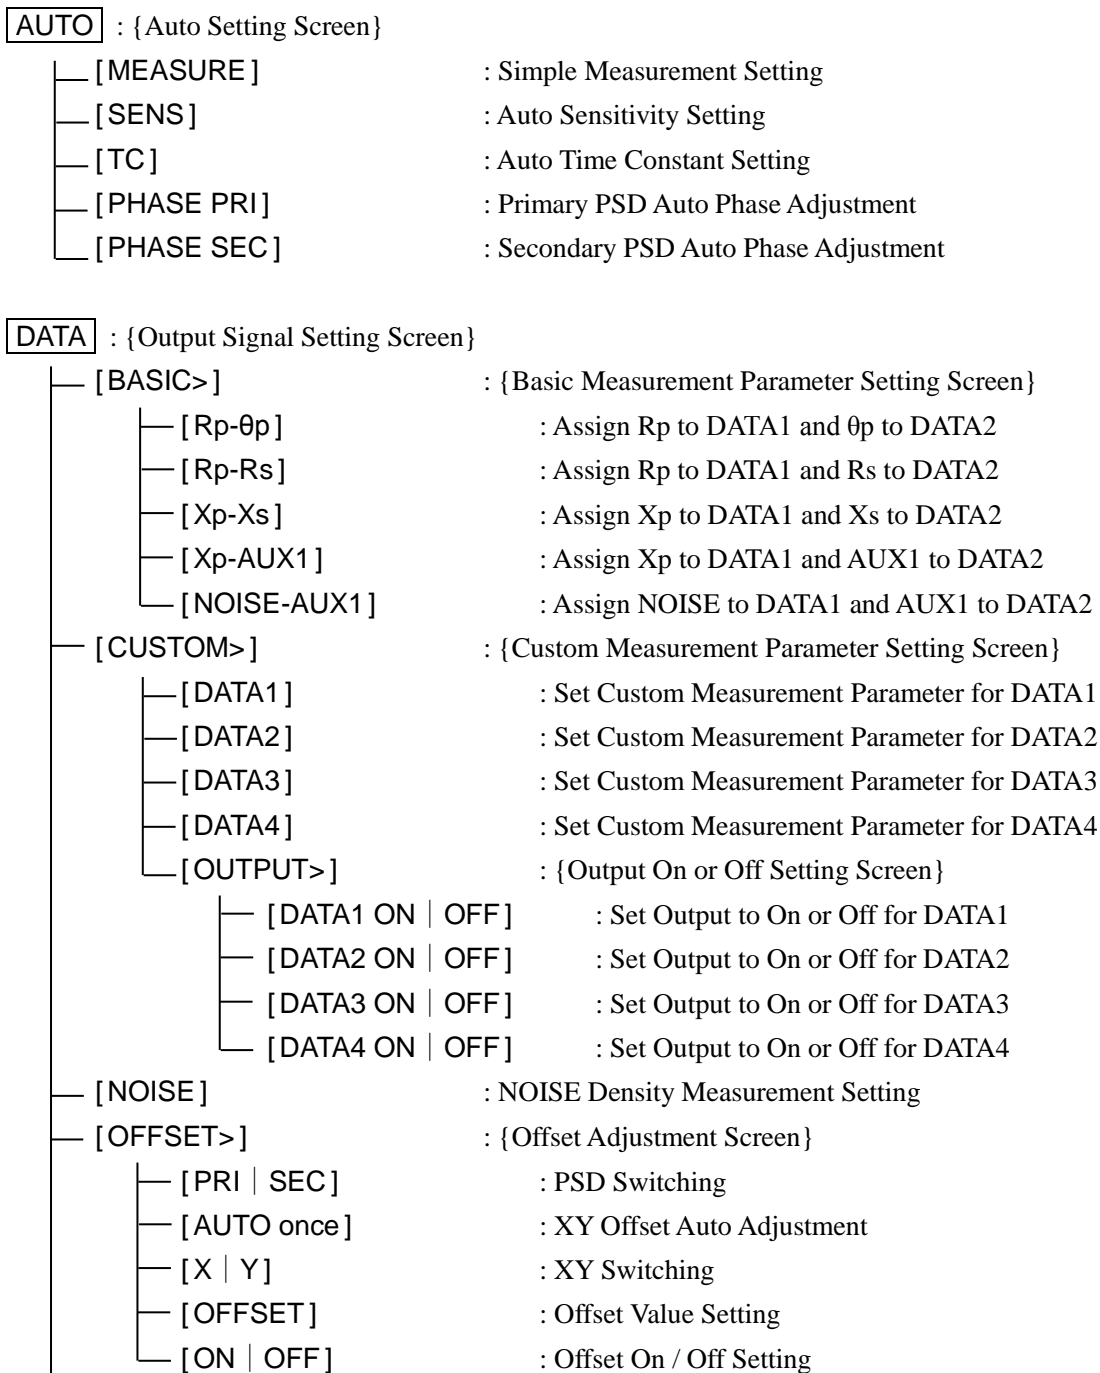 AUTO : {Auto Setting Screen}
[MEASURE] : Simple Measurement Setting
[SENS] : Auto Sensitivity Setting
[TC] : Auto Time Constant Setting
[PHASE PRI] : Primary PSD Auto Phase Adjustment
[PHASE SEC] : Secondary PSD Auto Phase Adjustment
DATA : {Output Signal Setting Screen}
[BASIC>] : {Basic Measurement Parameter Setting Screen}
[Rp-θp] : Assign Rp to DATA1 and θp to DATA2
[Rp-Rs] : Assign Rp to DATA1 and Rs to DATA2
[Xp-Xs] : Assign Xp to DATA1 and Xs to DATA2
[Xp-AUX1] : Assign Xp to DATA1 and AUX1 to DATA2
[NOISE-AUX1] : Assign NOISE to DATA1 and AUX1 to DATA2
[CUSTOM>] : {Custom Measurement Parameter Setting Screen}
[DATA1] : Set Custom Measurement Parameter for DATA1
[DATA2] : Set Custom Measurement Parameter for DATA2
[DATA3] : Set Custom Measurement Parameter for DATA3
[DATA4] : Set Custom Measurement Parameter for DATA4
[OUTPUT>] : {Output On or Off Setting Screen}
[DATA1 ON｜OFF] : Set Output to On or Off for DATA1
[DATA2 ON｜OFF] : Set Output to On or Off for DATA2
[DATA3 ON｜OFF] : Set Output to On or Off for DATA3
[DATA4 ON｜OFF] : Set Output to On or Off for DATA4
[NOISE] : NOISE Density Measurement Setting
[OFFSET>] : {Offset Adjustment Screen}
[PRI｜SEC] : PSD Switching
[AUTO once] : XY Offset Auto Adjustment
[X｜Y] : XY Switching
[OFFSET] : Offset Value Setting
[ON｜OFF] : Offset On / Off Setting